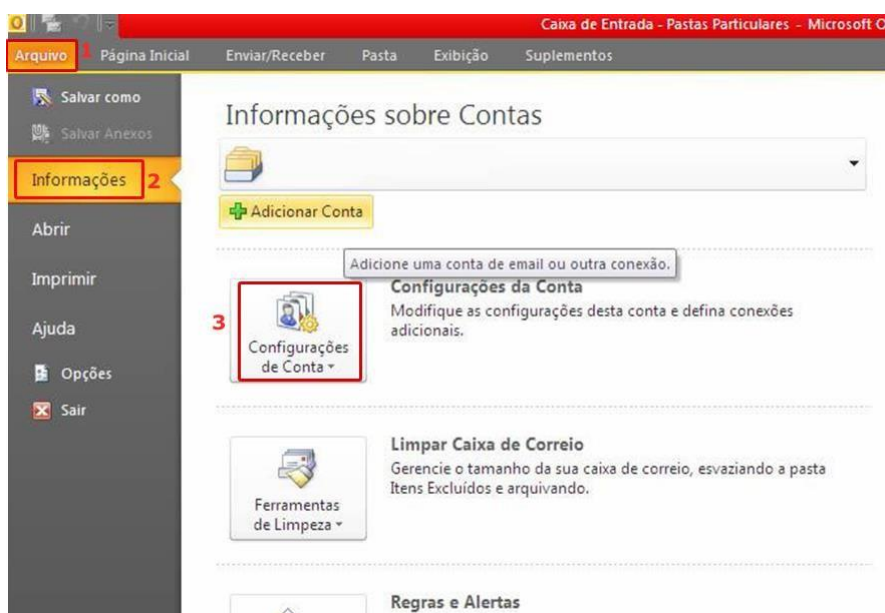 Caixa de Entrada - Pastas Particulares - Microsoft O
Arquivo 1 Página Inicial Enviar/Receber Pasta Exibição Suplementos
Salvar como
Salvar Anexos
Informações 2
Abrir
Imprimir
Ajuda
Opções
Sair
Informações sobre Contas
Adicionar Conta
Adicione uma conta de email ou outra conexão.
3
Configurações
de Conta
Configurações da Conta
Modifique as configurações desta conta e defina conexões
adicionais.
Ferramentas
de Limpeza
Limpar Caixa de Correio
Gerencie o tamanho da sua caixa de correio, esvaziando a pasta
Itens Excluídos e arquivando.
Regras e Alertas